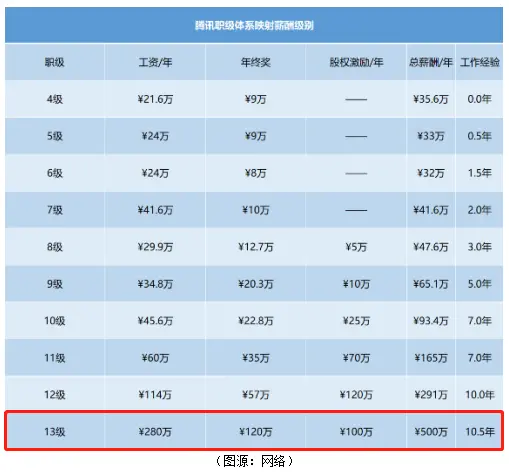 腾讯职级体系映射薪酬级别
职级 工资/年 年终奖 股权激励/年 总薪酬/年 工作经验
4级 ¥21.6万 ¥9万 —— ¥35.6万 0.0年
5级 ¥24万 ¥9万 —— ¥33万 0.5年
6级 ¥24万 ¥8万 —— ¥32万 1.5年
7级 ¥41.6万 ¥10万 —— ¥41.6万 2.0年
8级 ¥29.9万 ¥12.7万 ¥5万 ¥47.6万 3.0年
9级 ¥34.8万 ¥20.3万 ¥10万 ¥65.1万 5.0年
10级 ¥45.6万 ¥22.8万 ¥25万 ¥93.4万 7.0年
11级 ¥60万 ¥35万 ¥70万 ¥165万 7.0年
12级 ¥114万 ¥57万 ¥120万 ¥291万 10.0年
13级 ¥280万 ¥120万 ¥100万 ¥500万 10.5年
（图源：网络）